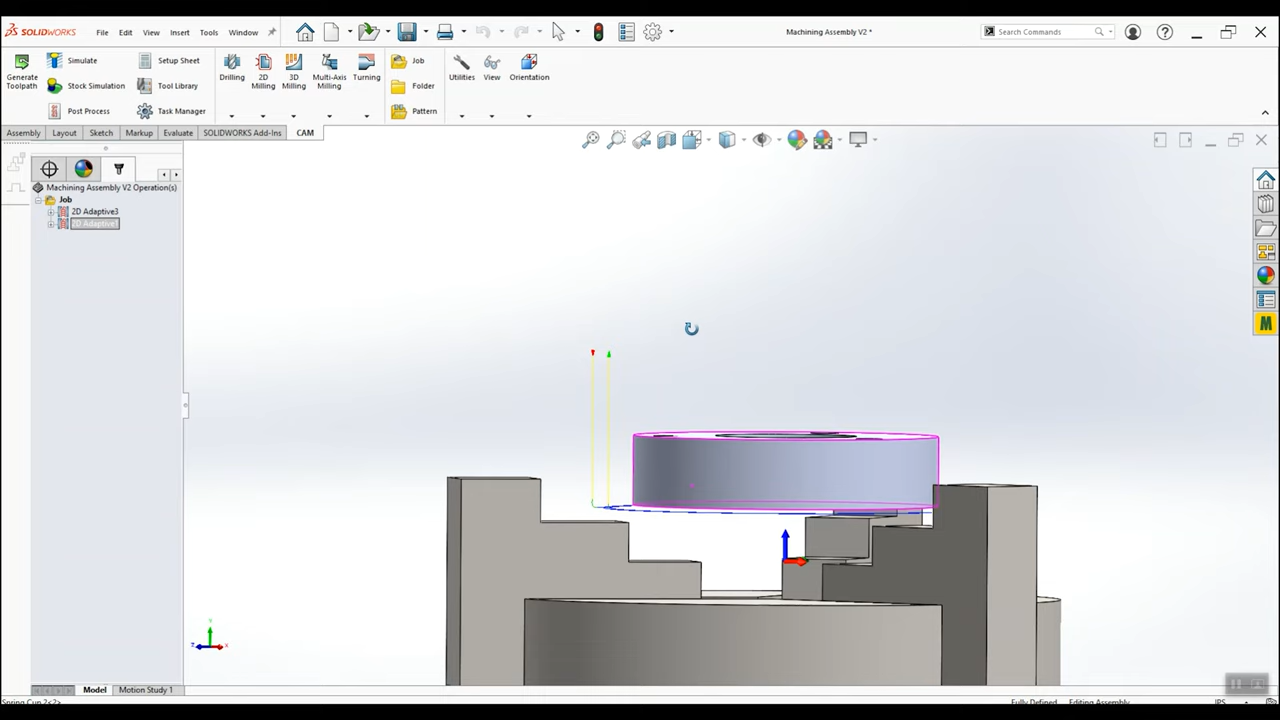 SOLIDWORKS File Edit View Insert Tools Window Machining Assembly V2 * Search Commands
Generate Toolpath Simulate Setup Sheet Drilling 2D Milling 3D Milling Multi-Axis Milling Turning Job Utilities View Orientation
Stock Simulation Tool Library Folder
Post Process Task Manager Pattern
Assembly Layout Sketch Markup Evaluate SOLIDWORKS Add-Ins CAM
Machining Assembly V2 Operation(s)
Job
2D Adaptive3
M
Y
Z X
Model Motion Study 1
Fully Defined Editing Assembly IPS